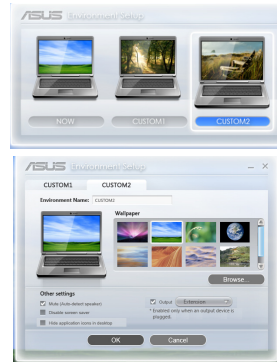 ASUS Environment Setup
NOW
CUSTOM1
CUSTOM2
ASUS Environment Setup
CUSTOM1
CUSTOM2
Environment Name: CUSTOM2
Wallpaper
Browse...
Other settings
Mute (Auto-detect speaker)
Disable screen saver
Hide application icons in desktop
Output Extension
* Enabled only when an output device is
plugged.
OK
Cancel